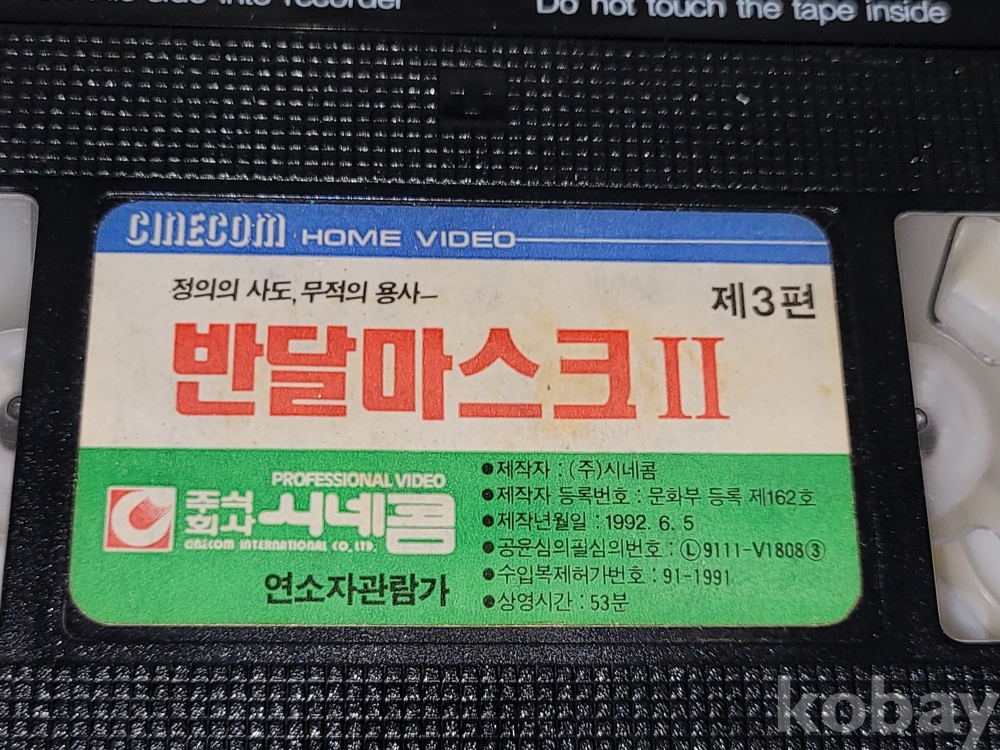 this side into recorder
Do not touch the tape inside
CINECOM HOME VIDEO
정의의 사도, 무적의 용사–
제3편
반달마스크 II
PROFESSIONAL VIDEO
주식회사 시네콤
CINECOM INTERNATIONAL CO., LTD.
연소자관람가
●제작자 : (주)시네콤
●제작자 등록번호 : 문화부 등록 제162호
●제작년월일 : 1992. 6. 5
●공윤심의필심의번호 : Ⓛ9111-V1808③
●수입복제허가번호 : 91-1991
●상영시간 : 53분
kobay